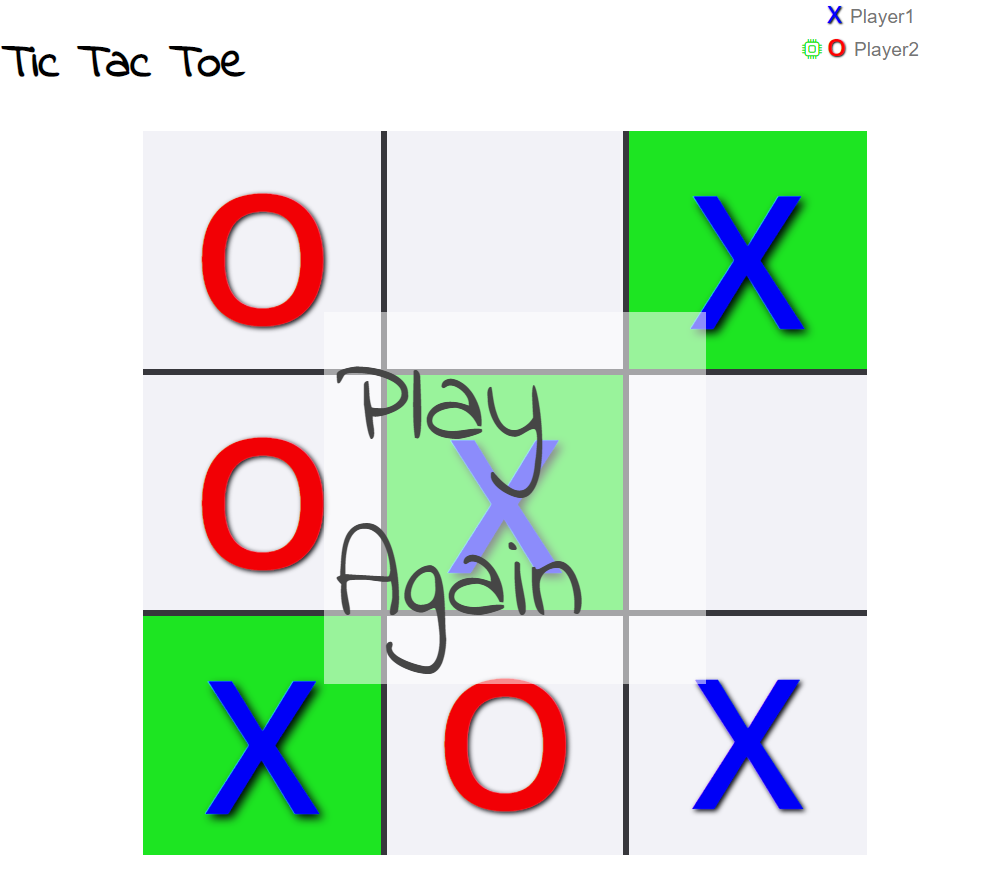 X Player1
Tic Tac Toe
O Player2
O X
Play
O X
Again
X O X